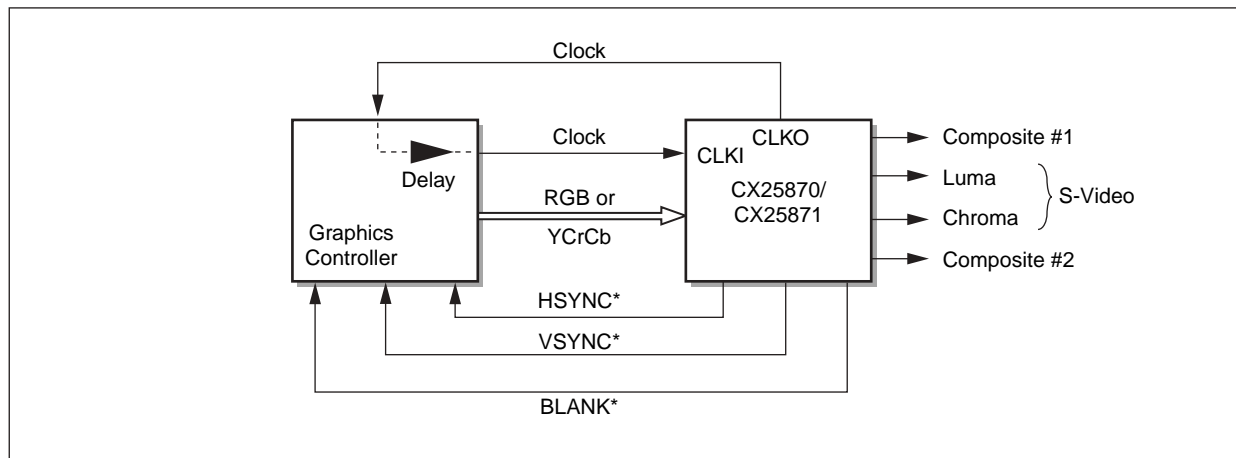 Clock
Clock
CLKO
CLKI
Delay
CX25870/
CX25871
RGB or
YCrCb
Graphics
Controller
Composite #1
Luma
Chroma
S-Video
Composite #2
HSYNC*
VSYNC*
BLANK*